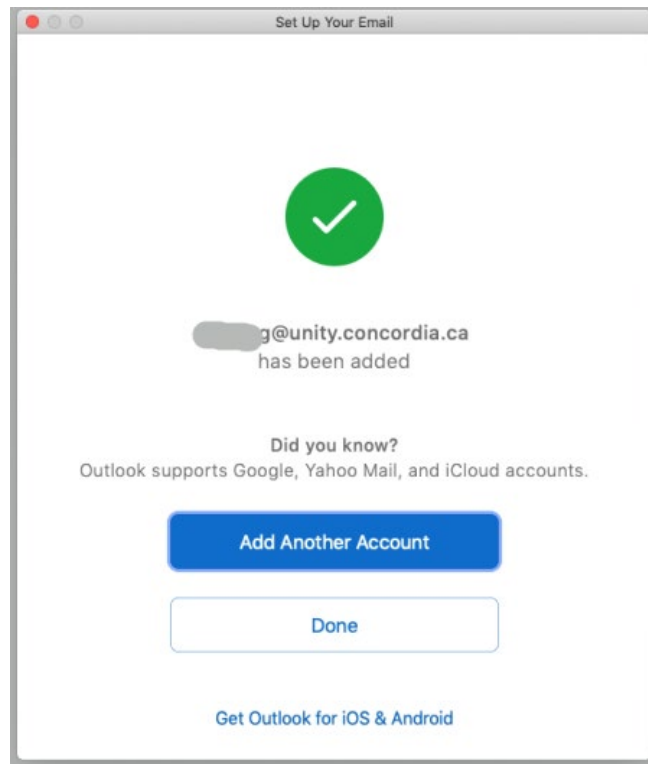 Set Up Your Email
g@unity.concordia.ca
has been added
Did you know?
Outlook supports Google, Yahoo Mail, and iCloud accounts.
Add Another Account
Done
Get Outlook for iOS & Android